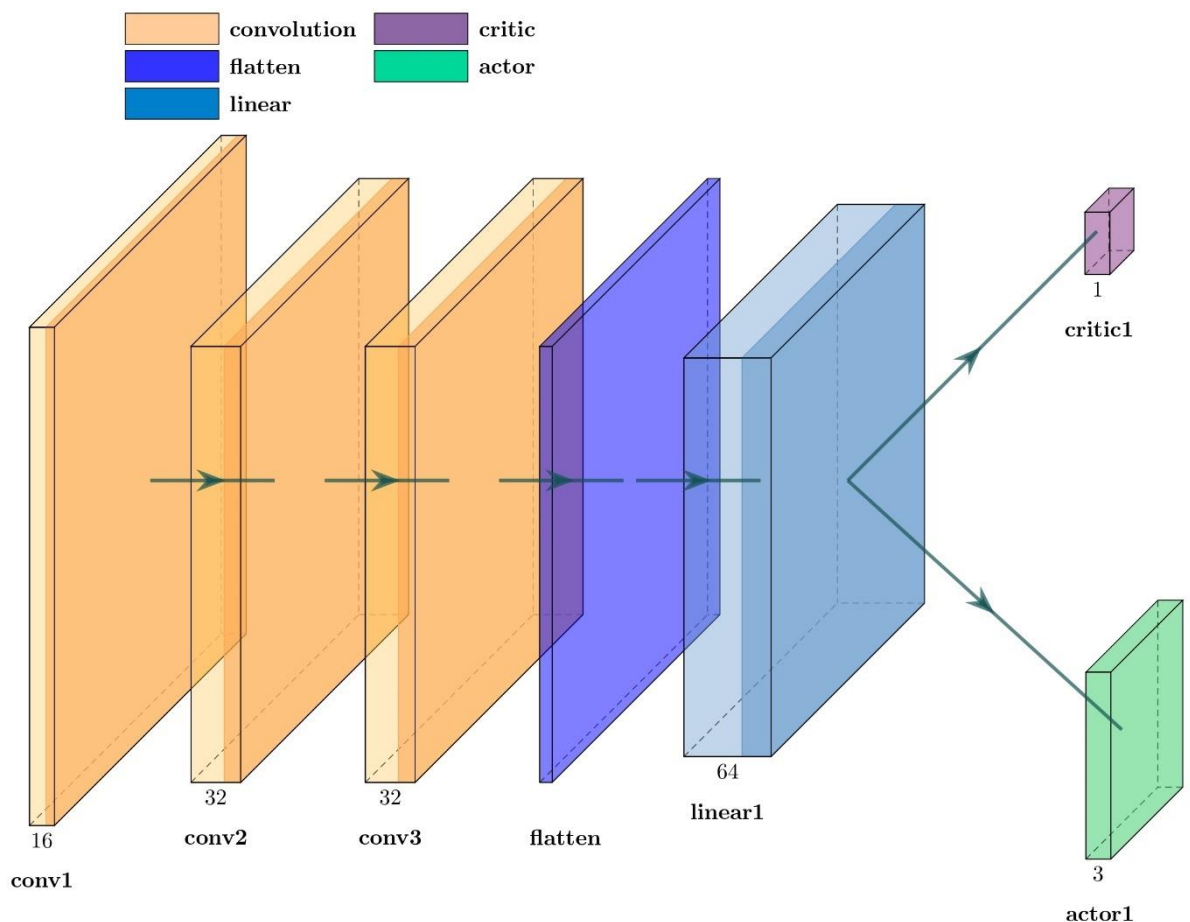 convolution
critic
flatten
actor
linear
1
critic1
64
linear1
32
conv2
32
conv3
flatten
16
conv1
3
actor1